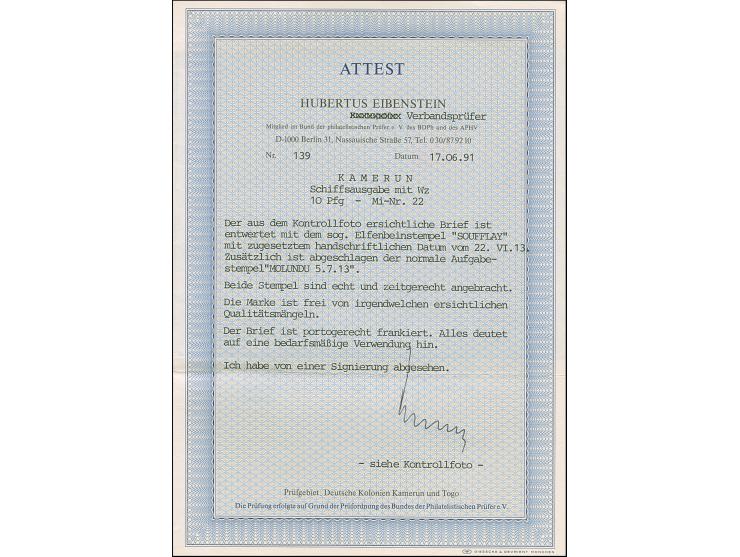 ATTEST
HUBERTUS EIBENSTEIN
Verbandsprüfer
Mitglied im Bund der philatelistischen Prüfer e. V. des BDPh und des APHV
D-1000 Berlin 31, Nassauische Straße 57, Tel. 030/87 92 10
Nr. 139 Datum 17.06.91
K A M E R U N
Schiffsausgabe mit Wz
10 Pfg - Mi-Nr. 22
Der aus dem Kontrollfoto ersichtliche Brief ist
entwertet mit dem sog. Elfenbeinstempel "SOUFFLAY"
mit zugesetztem handschriftlichen Datum vom 22. VI.13.
Zusätzlich ist abgeschlagen der normale Aufgabe-
stempel"MOLUNDU 5.7.13".
Beide Stempel sind echt und zeitgerecht angebracht.
Die Marke ist frei von irgendwelchen ersichtlichen
Qualitätsmängeln.
Der Brief ist portogerecht frankiert. Alles deutet
auf eine bedarfsmäßige Verwendung hin.
Ich habe von einer Signierung abgesehen.
- siehe Kontrollfoto -
Prüfgebiet: Deutsche Kolonien Kamerun und Togo
Die Prüfung erfolgte auf Grund der Prüfordnung des Bundes der Philatelistischen Prüfer e.V.
GIESECKE & DEVRIENT MÜNCHEN